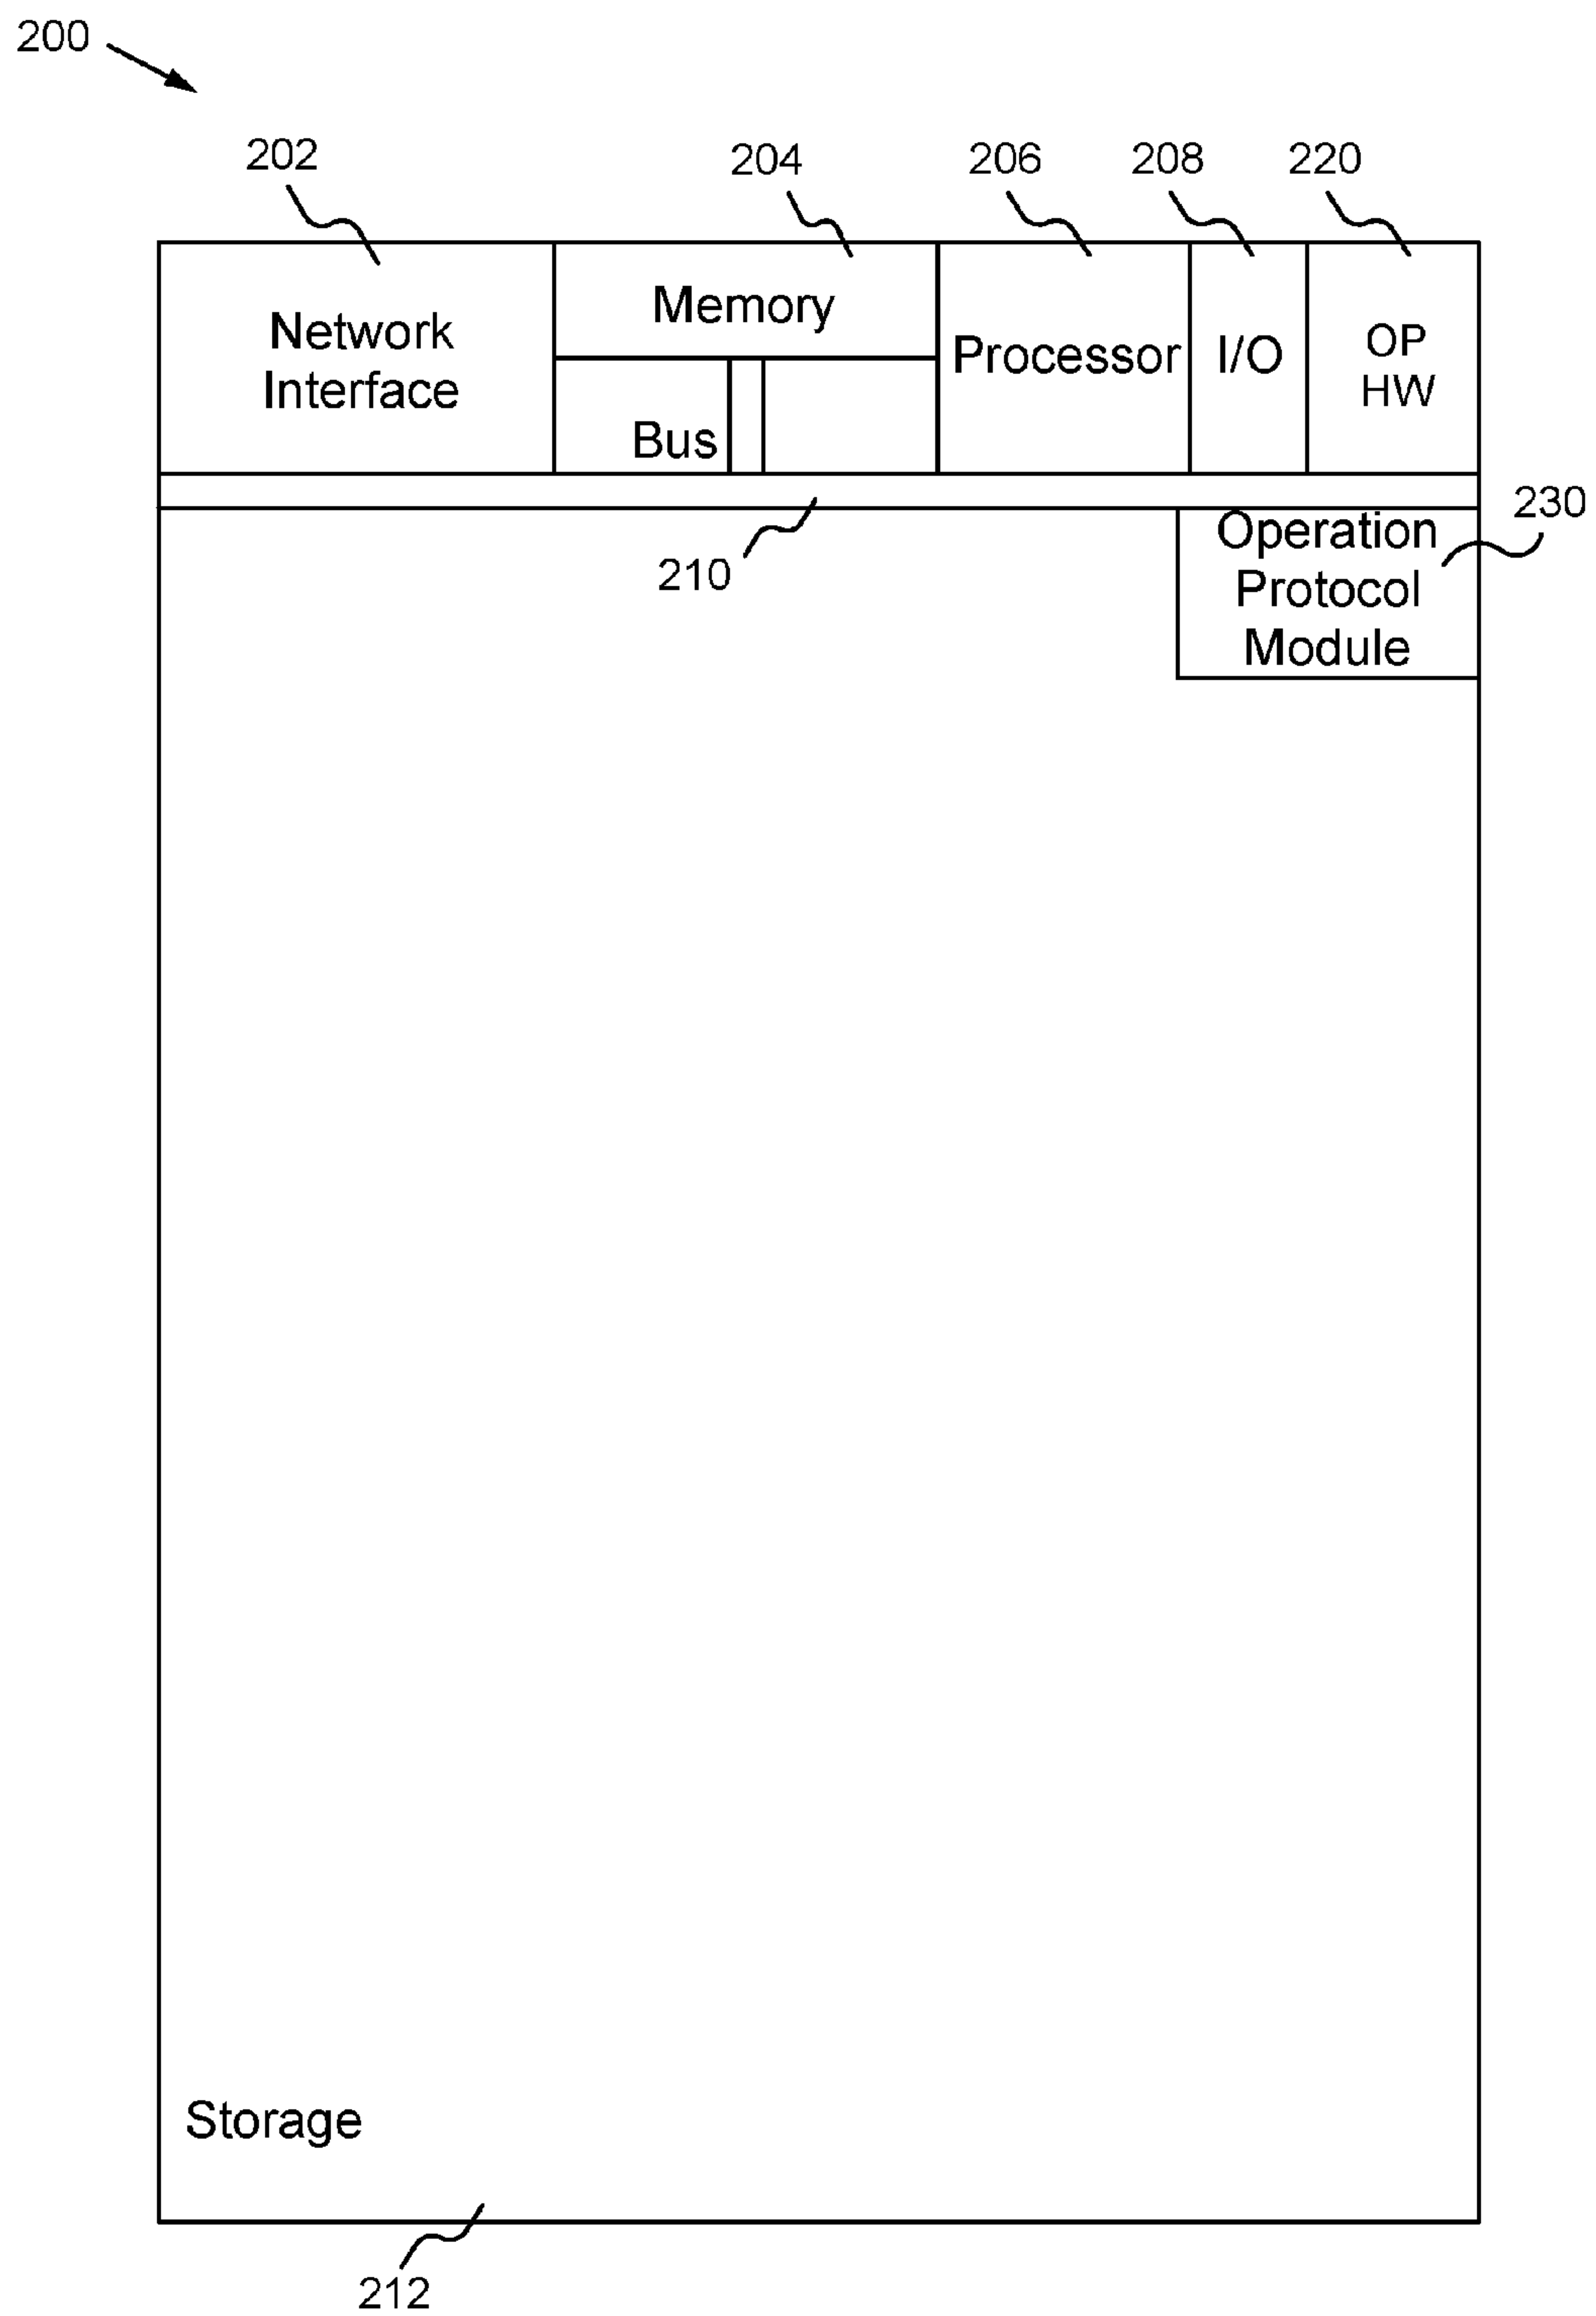 200
202
204
206
208
220
Network
Interface
Memory
Bus
Processor
I/O
OP
HW
230
210
Operation
Protocol
Module
Storage
212